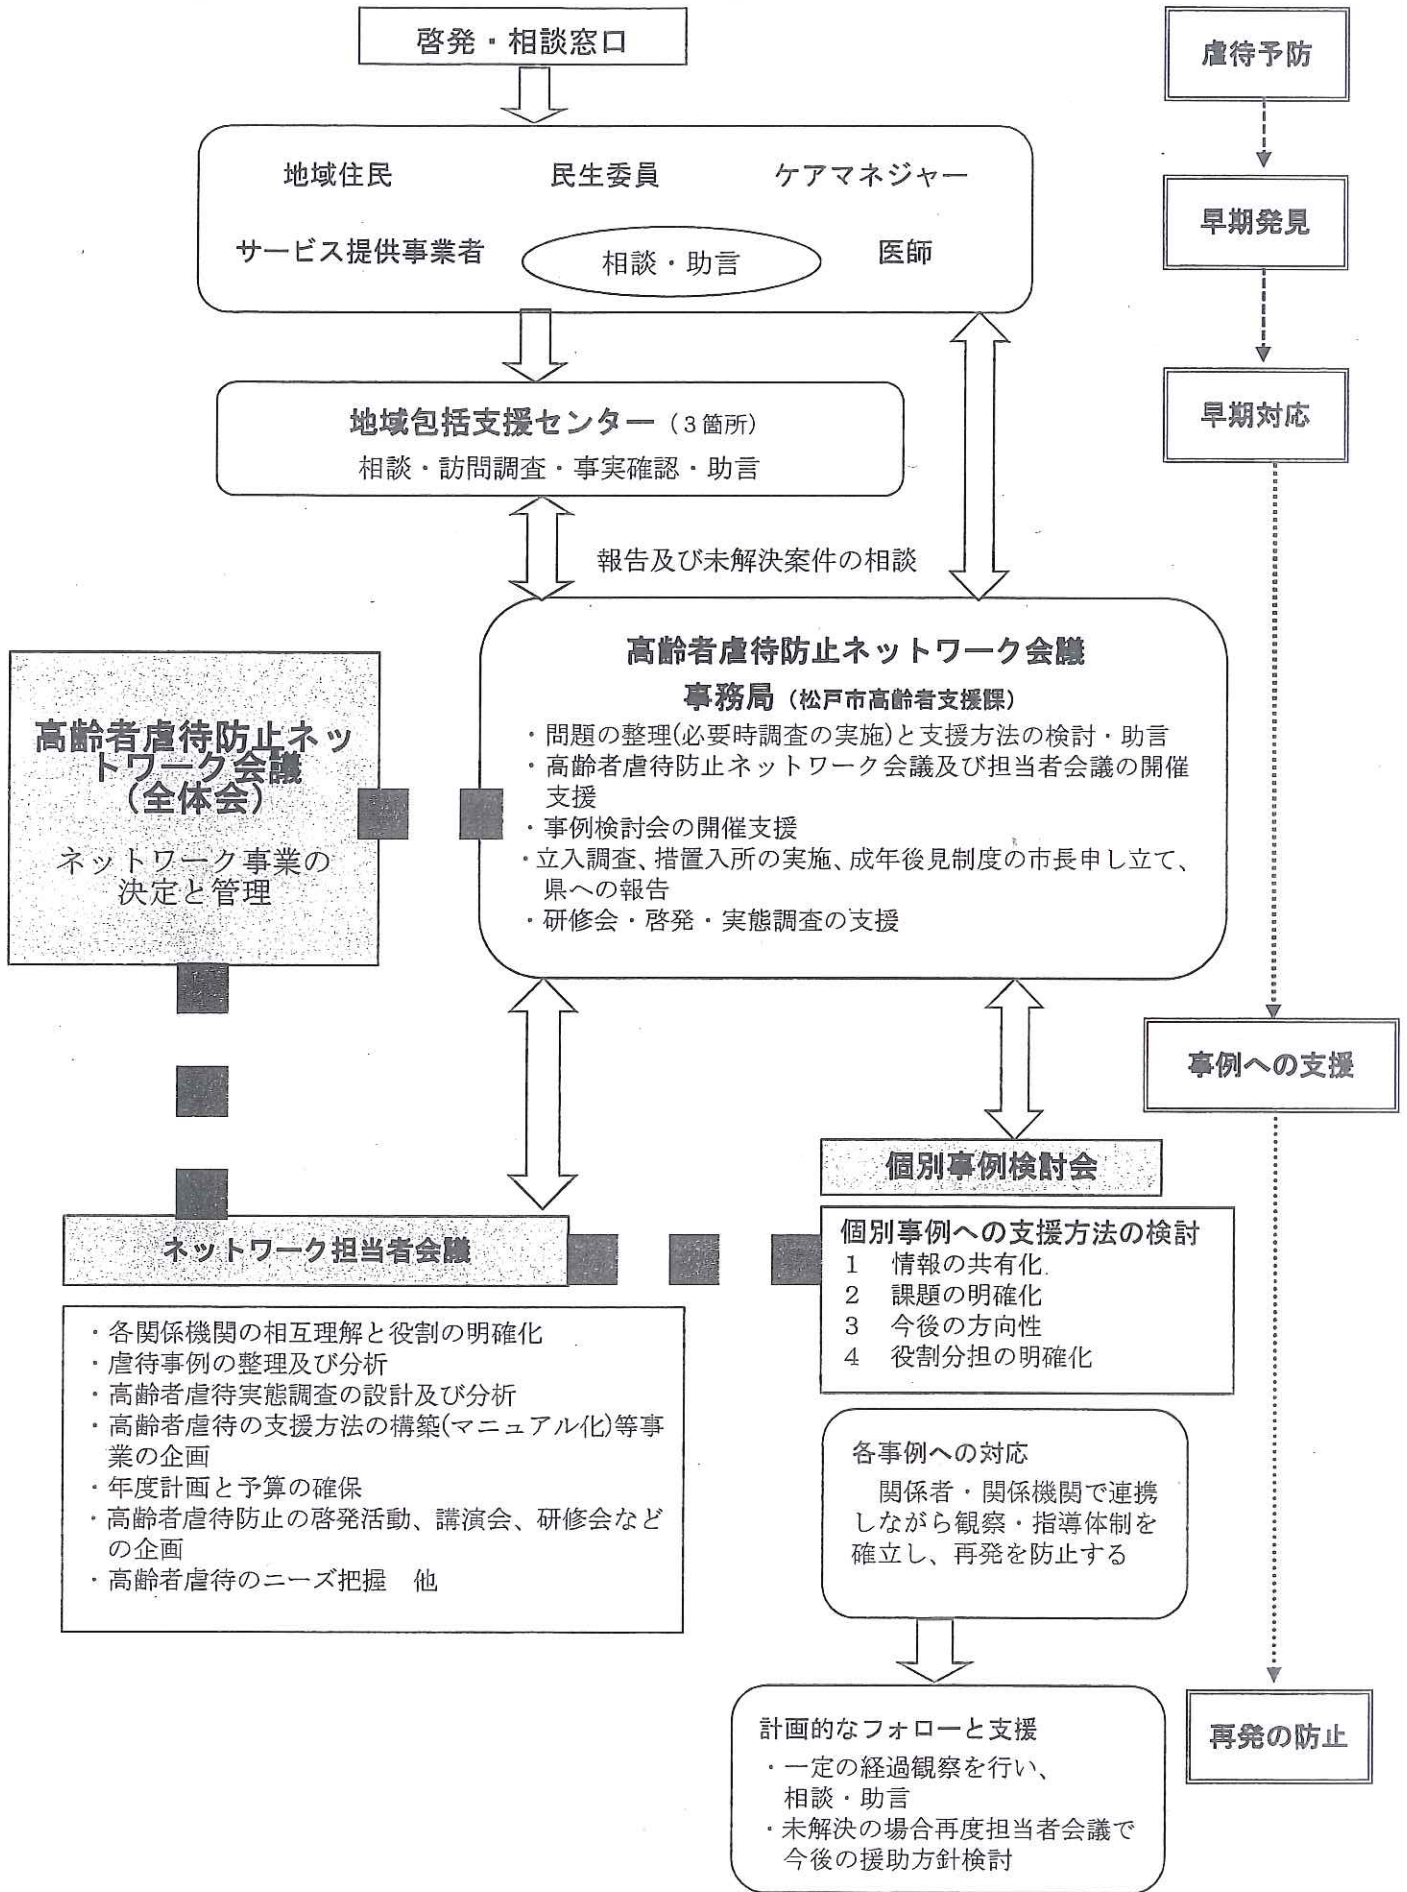 啓発・相談窓口
地域住民
民生委員
ケアマネジャー
サービス提供事業者
相談・助言
医師
地域包括支援センター（３箇所）
相談・訪問調査・事実確認・助言
報告及び未解決案件の相談
高齢者虐待防止ネットワーク会議
事務局（松戸市高齢者支援課）
・問題の整理(必要時調査の実施)と支援方法の検討・助言
・高齢者虐待防止ネットワーク会議及び担当者会議の開催
支援
・事例検討会の開催支援
・立入調査、措置入所の実施、成年後見制度の市長申し立て、
県への報告
・研修会・啓発・実態調査の支援
高齢者虐待防止ネッ
トワーク会議
（全体会）
ネットワーク事業の
決定と管理
ネットワーク担当者会議
・各関係機関の相互理解と役割の明確化
・虐待事例の整理及び分析
・高齢者虐待実態調査の設計及び分析
・高齢者虐待の支援方法の構築(マニュアル化)等事
業の企画
・年度計画と予算の確保
・高齢者虐待防止の啓発活動、講演会、研修会など
の企画
・高齢者虐待のニーズ把握　他
個別事例検討会
個別事例への支援方法の検討
１　情報の共有化
２　課題の明確化
３　今後の方向性
４　役割分担の明確化
各事例への対応
関係者・関係機関で連携
しながら観察・指導体制を
確立し、再発を防止する
計画的なフォローと支援
・一定の経過観察を行い、
相談・助言
・未解決の場合再度担当者会議で
今後の援助方針検討
虐待予防
早期発見
早期対応
事例への支援
再発の防止